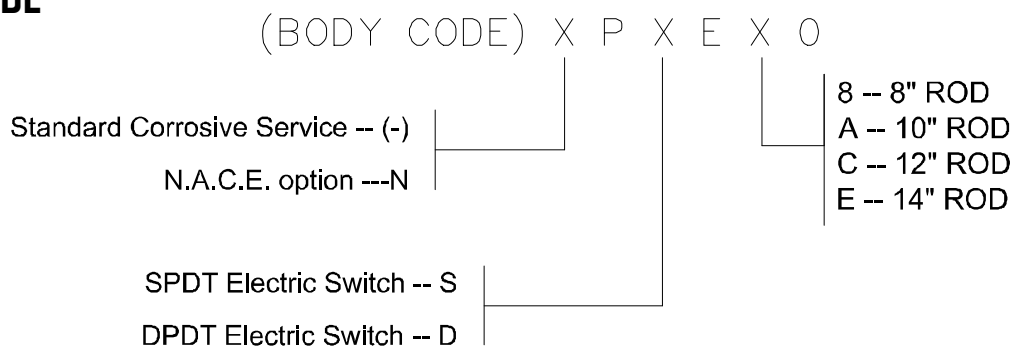 (BODY CODE) X P X E X 0
8 -- 8" ROD
A -- 10" ROD
C -- 12" ROD
E -- 14" ROD
Standard Corrosive Service -- (-)
N.A.C.E. option ---N
SPDT Electric Switch -- S
DPDT Electric Switch -- D